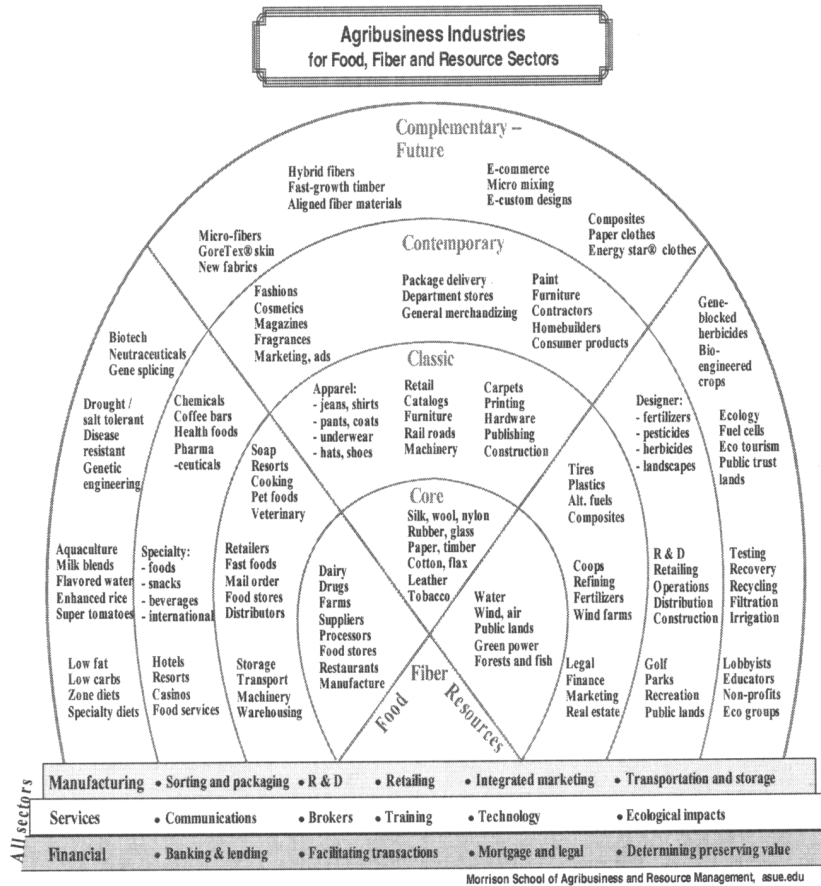 Agribusiness Industries
for Food, Fiber and Resource Sectors
Complementary –
Future
Hybrid fibers
Fast-growth timber
Aligned fiber materials
E-commerce
Micro mixing
E-custom designs
Micro-fibers
GoreTex® skin
New fabrics
Composites
Paper clothes
Energy star® clothes
Contemporary
Fashions
Cosmetics
Magazines
Fragrances
Marketing, ads
Package delivery
Department stores
General merchandizing
Paint
Furniture
Contractors
Homebuilders
Consumer products
Gene-
blocked
herbicides
Bio-
engineered
crops
Biotech
Neutraceuticals
Gene splicing
Classic
Apparel:
- jeans, shirts
- pants, coats
- underwear
- hats, shoes
Retail
Catalogs
Furniture
Rail roads
Machinery
Carpets
Printing
Hardware
Publishing
Construction
Drought /
salt tolerant
Disease
resistant
Genetic
engineering
Chemicals
Coffee bars
Health foods
Pharma
-ceuticals
Soap
Resorts
Cooking
Pet foods
Veterinary
Designer:
- fertilizers
- pesticides
- herbicides
- landscapes
Ecology
Fuel cells
Eco tourism
Public trust
lands
Tires
Plastics
Alt. fuels
Composites
Core
Silk, wool, nylon
Rubber, glass
Paper, timber
Cotton, flax
Leather
Tobacco
Aquaculture
Milk blends
Flavored water
Enhanced rice
Super tomatoes
Specialty:
- foods
- snacks
- beverages
- international
Retailers
Fast foods
Mail order
Food stores
Distributors
Dairy
Drugs
Farms
Suppliers
Processors
Food stores
Restaurants
Manufacture
Water
Wind, air
Public lands
Green power
Forests and fish
Coops
Refining
Fertilizers
Wind farms
R & D
Retailing
Operations
Distribution
Construction
Testing
Recovery
Recycling
Filtration
Irrigation
Low fat
Low carbs
Zone diets
Specialty diets
Hotels
Resorts
Casinos
Food services
Storage
Transport
Machinery
Warehousing
Food
Fiber
Resources
Legal
Finance
Marketing
Real estate
Golf
Parks
Recreation
Public lands
Lobbyists
Educators
Non-profits
Eco groups
All sectors
Manufacturing • Sorting and packaging • R & D • Retailing • Integrated marketing • Transportation and storage
Services • Communications • Brokers • Training • Technology • Ecological impacts
Financial • Banking & lending • Facilitating transactions • Mortgage and legal • Determining preserving value
Morrison School of Agribusiness and Resource Management, asue.edu